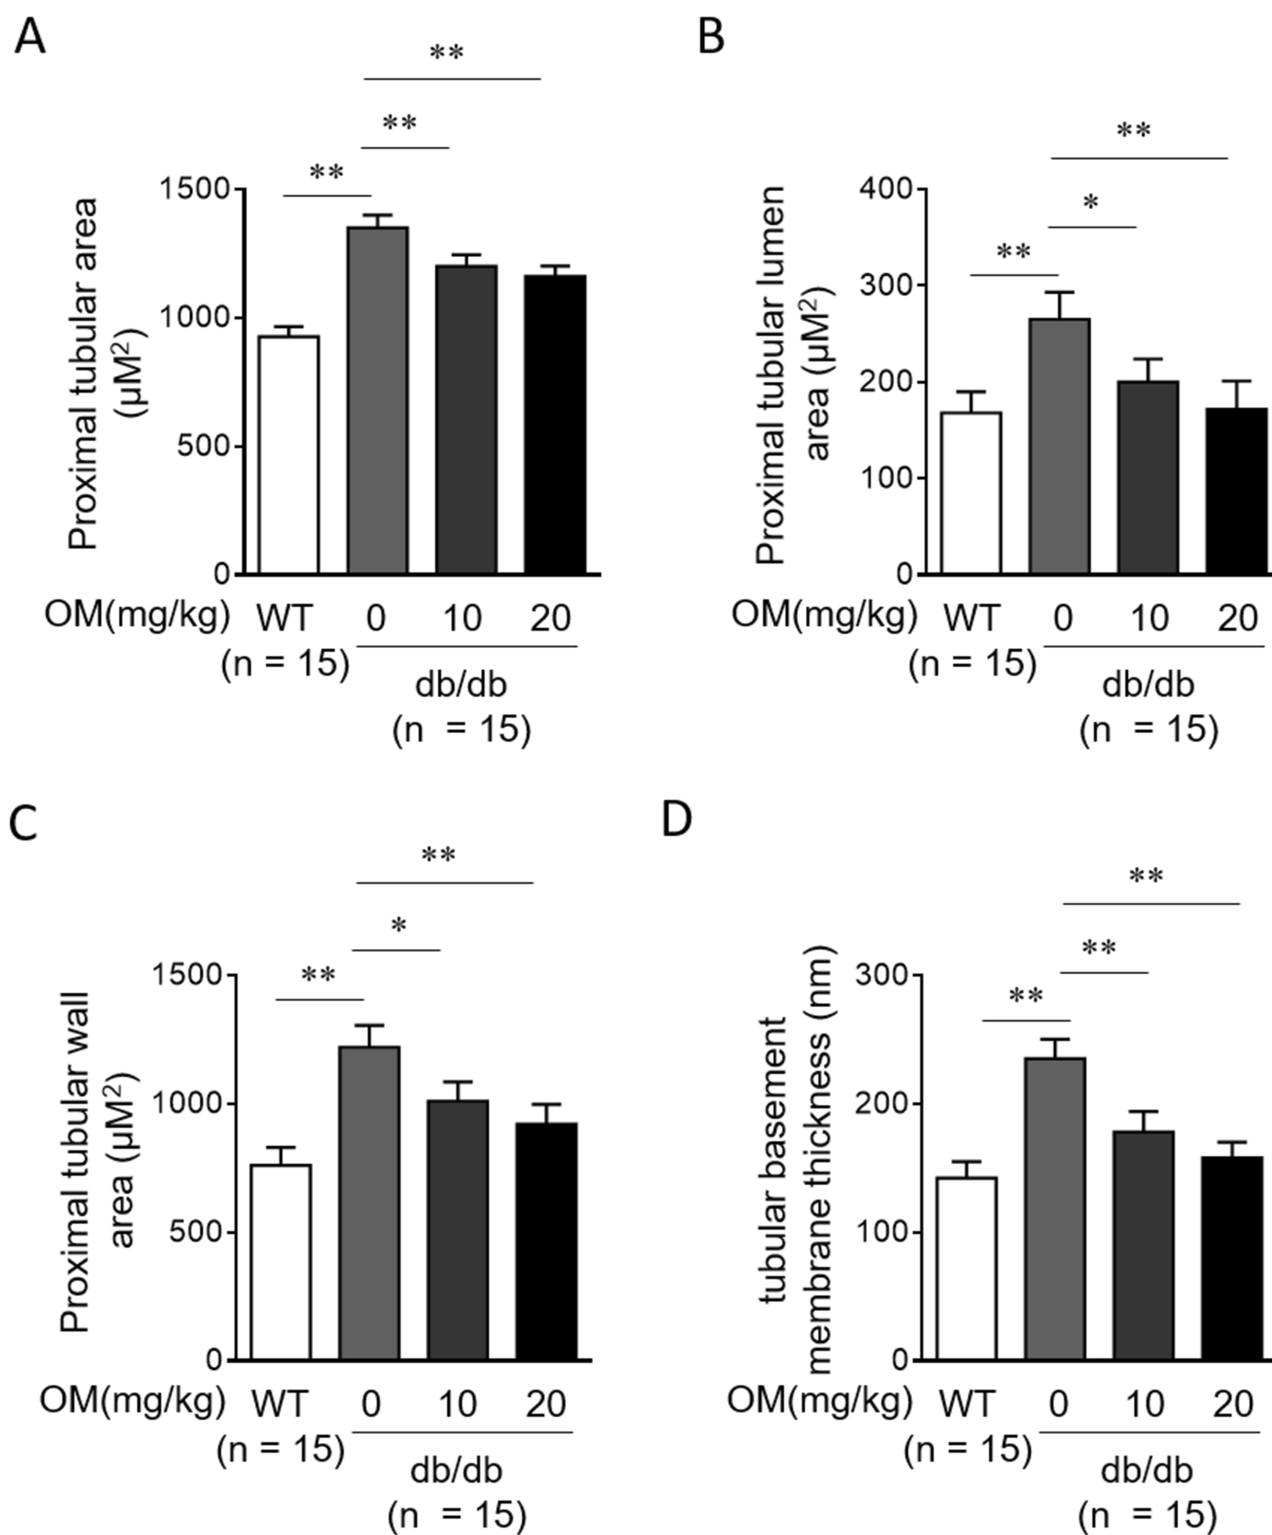 A
**
**
**
1500
1000
500
0
Proximal tubular area
(µM²)
OM(mg/kg) WT 0 10 20
(n = 15)
db/db
(n = 15)
B
**
*
**
400
300
200
100
0
Proximal tubular lumen
area (µM²)
OM(mg/kg) WT 0 10 20
(n = 15)
db/db
(n = 15)
C
**
*
**
1500
1000
500
0
Proximal tubular wall
area (µM²)
OM(mg/kg) WT 0 10 20
(n = 15)
db/db
(n = 15)
D
**
**
**
300
200
100
0
tubular basement
membrane thickness (nm)
OM(mg/kg) WT 0 10 20
(n = 15)
db/db
(n = 15)